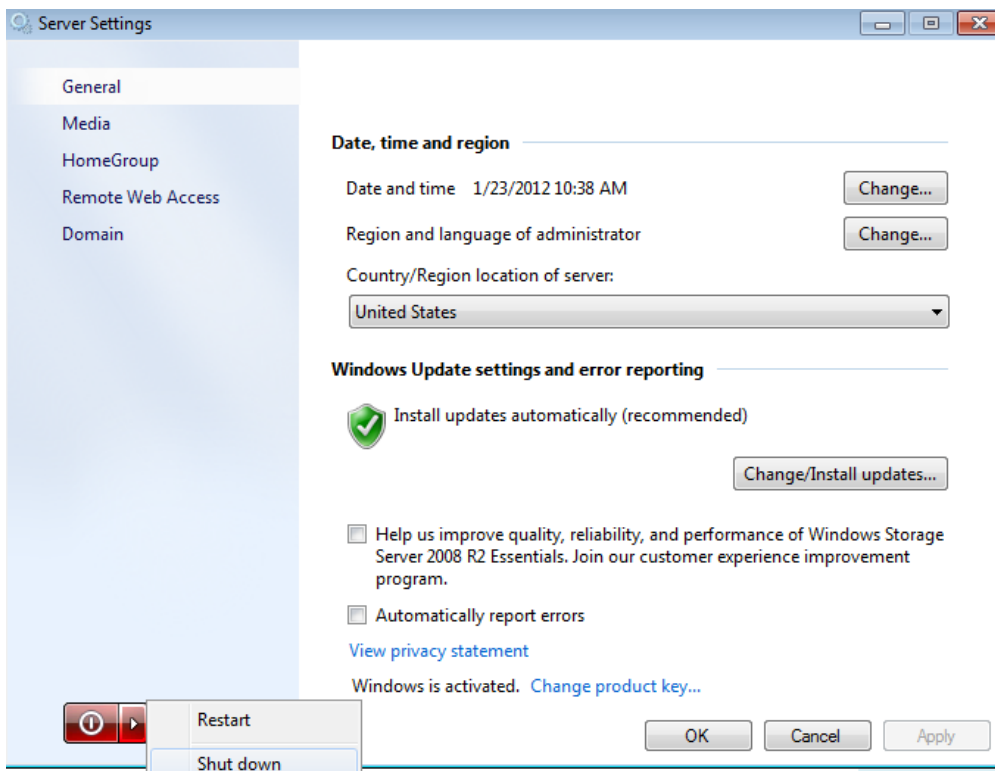 Server Settings
General
Media
HomeGroup
Remote Web Access
Domain
Date, time and region
Date and time 1/23/2012 10:38 AM
Change...
Region and language of administrator
Change...
Country/Region location of server:
United States
Windows Update settings and error reporting
Install updates automatically (recommended)
Change/Install updates...
Help us improve quality, reliability, and performance of Windows Storage
Server 2008 R2 Essentials. Join our customer experience improvement
program.
Automatically report errors
View privacy statement
Windows is activated. Change product key...
Restart
Shut down
OK
Cancel
Apply